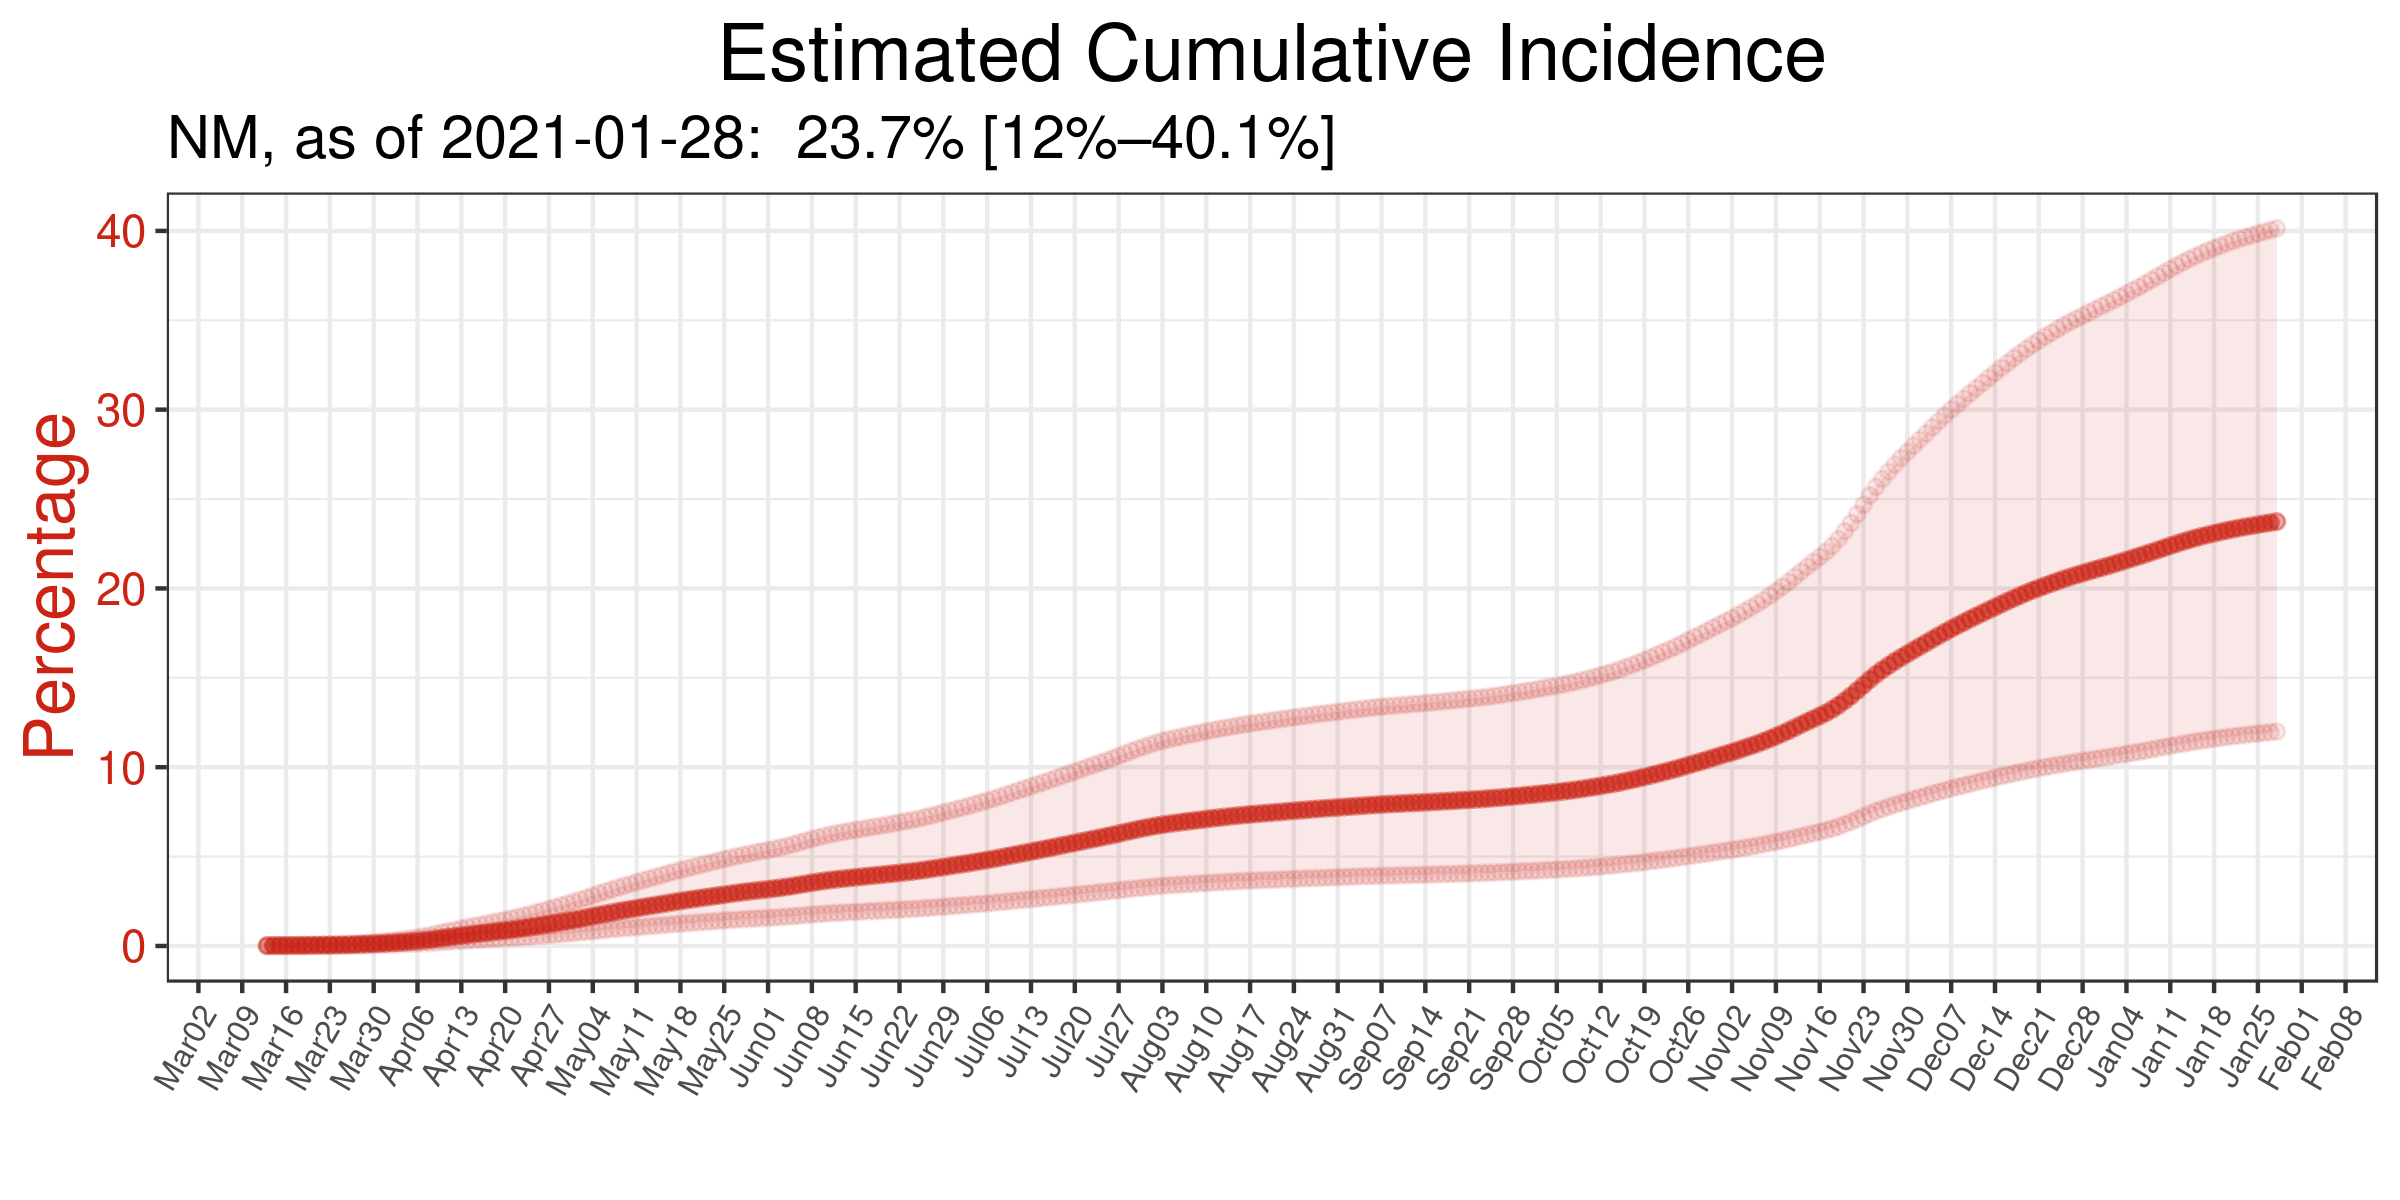 Estimated Cumulative Incidence
NM, as of 2021-01-28:  23.7% [12%–40.1%]
Percentage
40
30
20
10
0
Mar02
Mar09
Mar16
Mar23
Mar30
Apr06
Apr13
Apr20
Apr27
May04
May11
May18
May25
Jun01
Jun08
Jun15
Jun22
Jun29
Jul06
Jul13
Jul20
Jul27
Aug03
Aug10
Aug17
Aug24
Aug31
Sep07
Sep14
Sep21
Sep28
Oct05
Oct12
Oct19
Oct26
Nov02
Nov09
Nov16
Nov23
Nov30
Dec07
Dec14
Dec21
Dec28
Jan04
Jan11
Jan18
Jan25
Feb01
Feb08